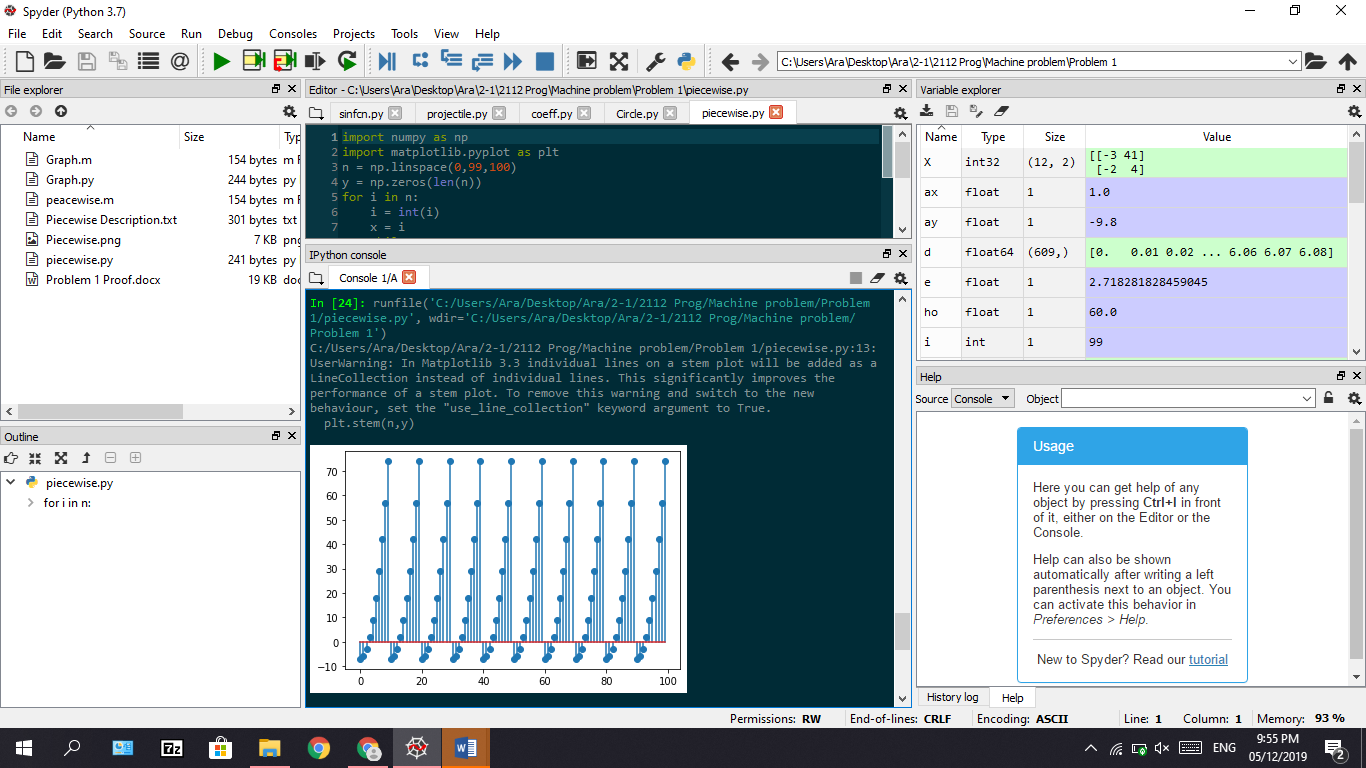 Spyder (Python 3.7)
File Edit Search Source Run Debug Consoles Projects Tools View Help
C:\Users\Ara\Desktop\Ara\2-1\2112 Prog\Machine problem\Problem 1
File explorer
Name Size Typ
Graph.m 154 bytes m F
Graph.py 244 bytes py
peacewise.m 154 bytes m F
Piecewise Description.txt 301 bytes txt
Piecewise.png 7 KB png
piecewise.py 241 bytes py
Problem 1 Proof.docx 19 KB doc
Outline
piecewise.py
for i in n:
Editor - C:\Users\Ara\Desktop\Ara\2-1\2112 Prog\Machine problem\Problem 1\piecewise.py
sinfcn.py projectile.py coeff.py Circle.py piecewise.py
1 import numpy as np
2 import matplotlib.pyplot as plt
3 n = np.linspace(0,99,100)
4 y = np.zeros(len(n))
5 for i in n:
6 i = int(i)
7 x = i
IPython console
Console 1/A
In [24]: runfile('C:/Users/Ara/Desktop/Ara/2-1/2112 Prog/Machine problem/Problem
1/piecewise.py', wdir='C:/Users/Ara/Desktop/Ara/2-1/2112 Prog/Machine problem/
Problem 1')
C:/Users/Ara/Desktop/Ara/2-1/2112 Prog/Machine problem/Problem 1/piecewise.py:13:
UserWarning: In Matplotlib 3.3 individual lines on a stem plot will be added as a
LineCollection instead of individual lines. This significantly improves the
performance of a stem plot. To remove this warning and switch to the new
behaviour, set the "use_line_collection" keyword argument to True.
plt.stem(n,y)
70
60
50
40
30
20
10
0
−10
0 20 40 60 80 100
Variable explorer
Name Type Size Value
X int32 (12, 2) [[-3 41]
[-2 4]
ax float 1 1.0
ay float 1 -9.8
d float64 (609,) [0. 0.01 0.02 ... 6.06 6.07 6.08]
e float 1 2.718281828459045
ho float 1 60.0
i int 1 99
Help
Source Console Object
Usage
Here you can get help of any
object by pressing Ctrl+I in front
of it, either on the Editor or the
Console.
Help can also be shown
automatically after writing a left
parenthesis next to an object. You
can activate this behavior in
Preferences > Help.
New to Spyder? Read our tutorial
History log Help
Permissions: RW End-of-lines: CRLF Encoding: ASCII Line: 1 Column: 1 Memory: 93 %
7z
W
ENG
9:55 PM
05/12/2019
2